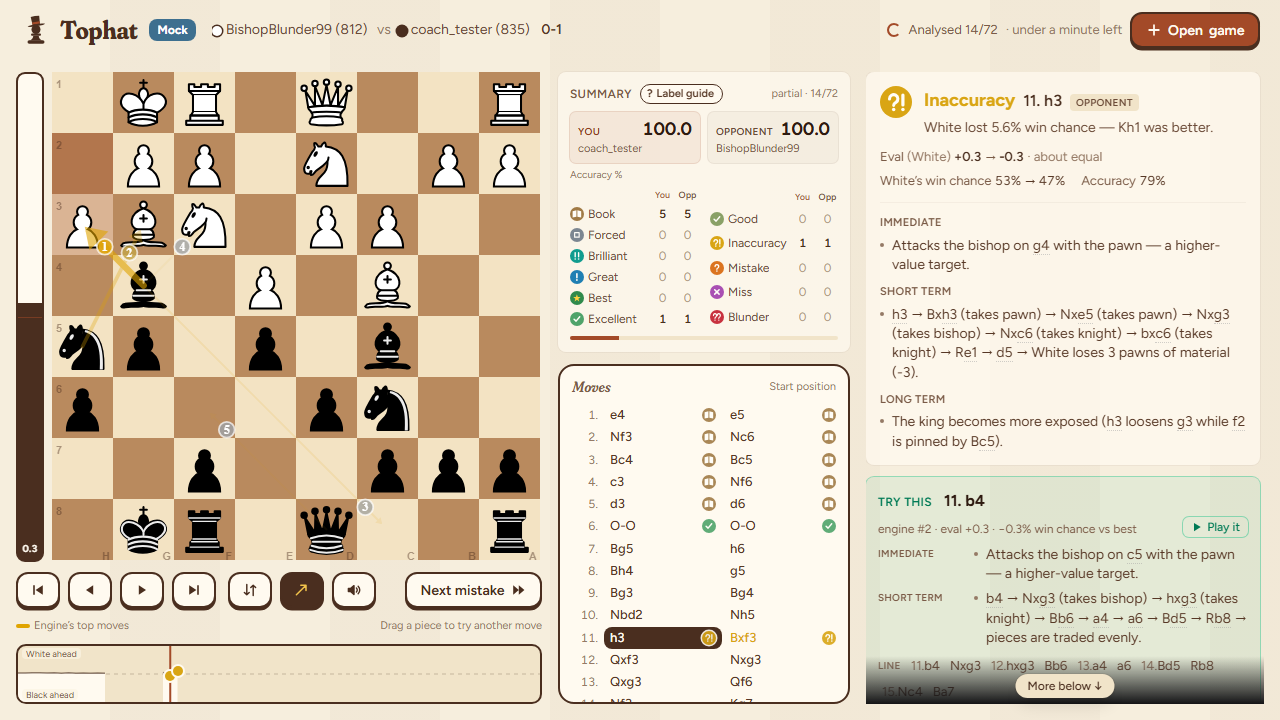 Tophat Mock BishopBlunder99 (812) vs coach_tester (835) 0-1
Analysed 14/72 · under a minute left
+ Open game
1
2
3
4
5
6
7
8
H G F E D C B A
1
2
4
5
3
0.3
Next mistake
Engine's top moves
Drag a piece to try another move
White ahead
Black ahead
SUMMARY ? Label guide partial · 14/72
YOU 100.0
coach_tester
OPPONENT 100.0
BishopBlunder99
Accuracy %
You Opp
Book 5 5
Forced 0 0
Brilliant 0 0
Great 0 0
Best 0 0
Excellent 1 1
You Opp
Good 0 0
Inaccuracy 1 1
Mistake 0 0
Miss 0 0
Blunder 0 0
Moves Start position
1. e4 e5
2. Nf3 Nc6
3. Bc4 Bc5
4. c3 Nf6
5. d3 d6
6. O-O O-O
7. Bg5 h6
8. Bh4 g5
9. Bg3 Bg4
10. Nbd2 Nh5
11. h3 ?! Bxf3 ?!
12. Qxf3 Nxg3
13. Qxg3 Qf6
?! Inaccuracy 11. h3 OPPONENT
White lost 5.6% win chance — Kh1 was better.
Eval (White) +0.3 → -0.3 · about equal
White's win chance 53% → 47% Accuracy 79%
IMMEDIATE
• Attacks the bishop on g4 with the pawn — a higher-
value target.
SHORT TERM
• h3 → Bxh3 (takes pawn) → Nxe5 (takes pawn) → Nxg3
(takes bishop) → Nxc6 (takes knight) → bxc6 (takes
knight) → Re1 → d5 → White loses 3 pawns of material
(-3).
LONG TERM
• The king becomes more exposed (h3 loosens g3 while f2
is pinned by Bc5).
TRY THIS 11. b4
engine #2 · eval +0.3 · −0.3% win chance vs best
Play it
IMMEDIATE • Attacks the bishop on c5 with the pawn
— a higher-value target.
SHORT TERM • b4 → Nxg3 (takes bishop) → hxg3 (takes
knight) → Bb6 → a4 → a6 → Bd5 → Rb8 →
pieces are traded evenly.
LINE 11.b4 Nxg3 12.hxg3 Bb6 13.a4 a6 14.Bd5 Rb8
15.Nc4 Ba7
More below ↓